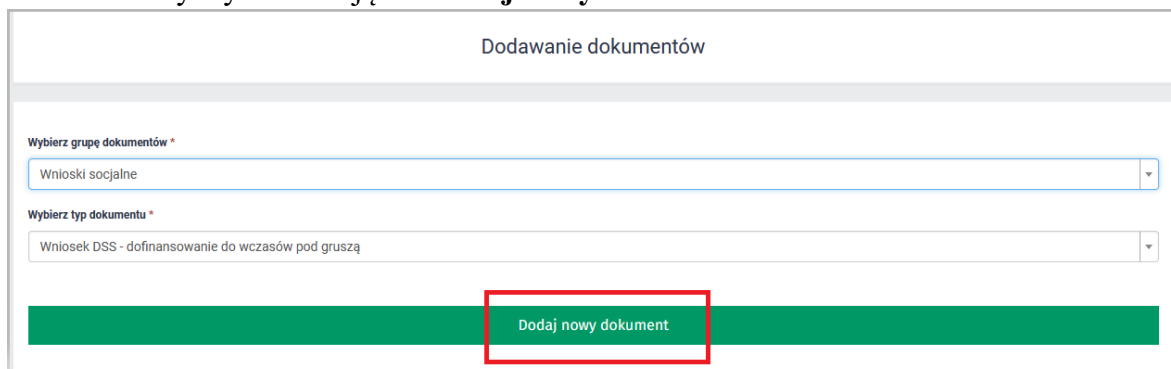 Dodawanie dokumentów
Wybierz grupę dokumentów *
Wnioski socjalne
Wybierz typ dokumentu *
Wniosek DSS - dofinansowanie do wczasów pod gruszą
Dodaj nowy dokument